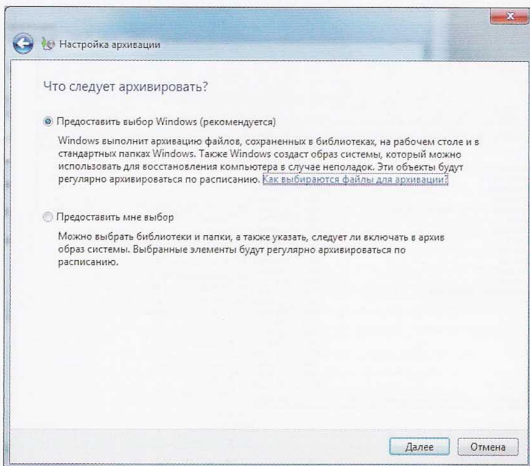 Настройка архивации
Что следует архивировать?
Предоставить выбор Windows (рекомендуется)
Windows выполнит архивацию файлов, сохраненных в библиотеках, на рабочем столе и в
стандартных папках Windows. Также Windows создаст образ системы, который можно
использовать для восстановления компьютера в случае неполадок. Эти объекты будут
регулярно архивироваться по расписанию. Как выбираются файлы для архивации?
Предоставить мне выбор
Можно выбрать библиотеки и папки, а также указать, следует ли включать в архив
образ системы. Выбранные элементы будут регулярно архивироваться по
расписанию.
Далее
Отмена